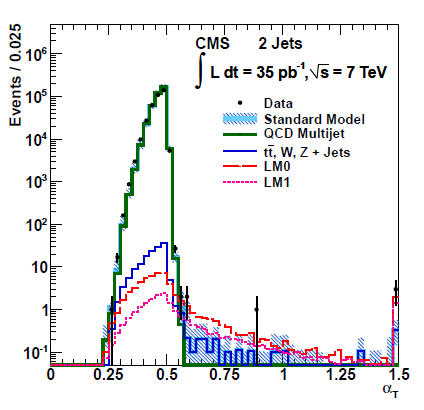 CMS 2 Jets
∫ L dt = 35 pb⁻¹, √s = 7 TeV
Data
Standard Model
QCD Multijet
tt̄, W, Z + Jets
LM0
LM1
Events / 0.025
10⁶
10⁵
10⁴
10³
10²
10
1
10⁻¹
0 0.25 0.5 0.75 1 1.25 1.5
α_T